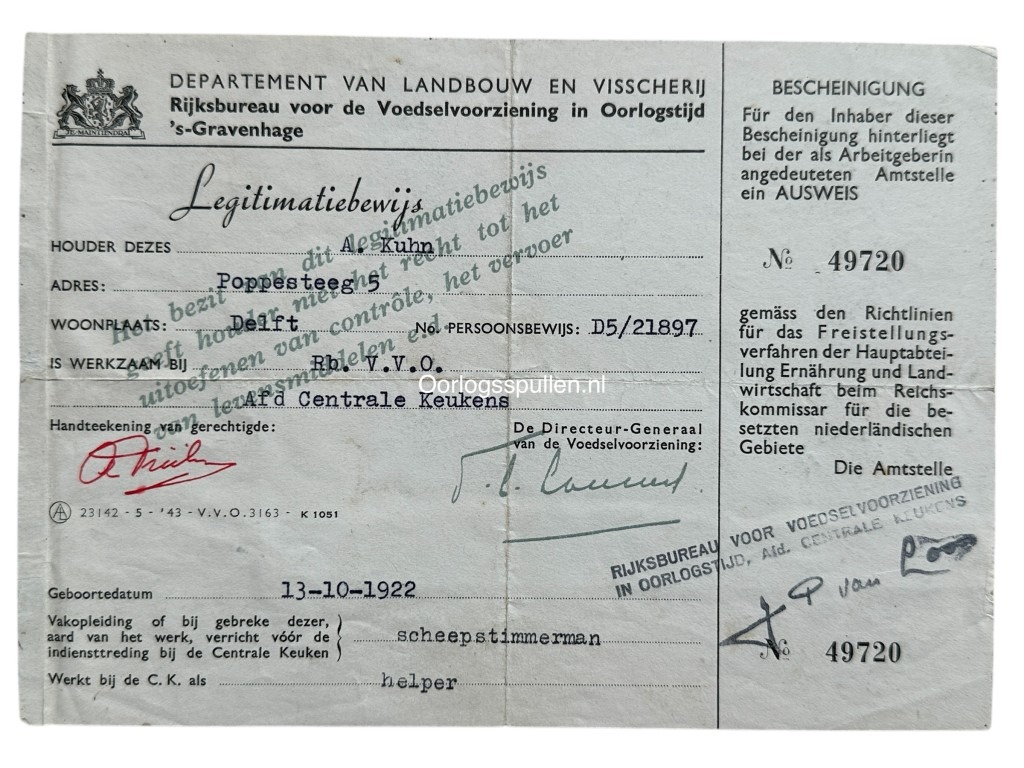 DEPARTEMENT VAN LANDBOUW EN VISSCHERIJ
Rijksbureau voor de Voedselvoorziening in Oorlogstijd
's-Gravenhage
JE MAINTIENDRAI
Legitimatiebewijs
Het bezit van dit legitimatiebewijs
geeft houder niet het recht tot het
uitoefenen van contrôle, het vervoer
van levensmiddelen e.d.
HOUDER DEZES A. Kuhn
ADRES: Poppesteeg 5
WOONPLAATS: Delft No. PERSOONSBEWIJS: D5/21897
IS WERKZAAM BIJ Rb. V.V.O.
Oorlogsspullen.nl
Afd Centrale Keukens
Handteekening van gerechtigde:
De Directeur-Generaal
van de Voedselvoorziening:
AL 23142 - 5 - '43 - V.V.O. 3163 - K 1051
Geboortedatum 13-10-1922
Vakopleiding of bij gebreke dezer,
aard van het werk, verricht vóór de
indiensttreding bij de Centrale Keuken
scheepstimmerman
Werkt bij de C. K. als helper
BESCHEINIGUNG
Für den Inhaber dieser
Bescheinigung hinterliegt
bei der als Arbeitgeberin
angedeuteten Amtstelle
ein AUSWEIS
No 49720
gemäss den Richtlinien
für das Freistellungs-
verfahren der Hauptabtei-
lung Ernährung und Land-
wirtschaft beim Reichs-
kommissar für die be-
setzten niederländischen
Gebiete
Die Amtstelle
RIJKSBUREAU VOOR VOEDSELVOORZIENING
IN OORLOGSTIJD, Afd. CENTRALE KEUKENS
P van
No 49720